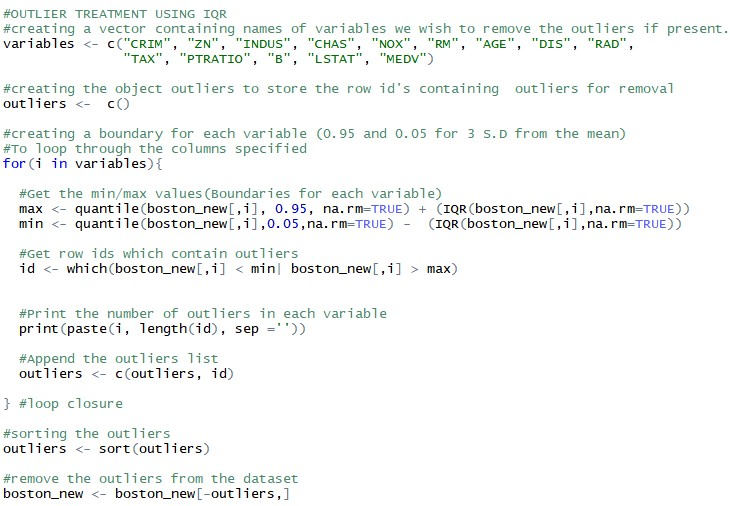 #OUTLIER TREATMENT USING IQR
#creating a vector containing names of variables we wish to remove the outliers if present.
variables <- c("CRIM", "ZN", "INDUS", "CHAS", "NOX", "RM", "AGE", "DIS", "RAD",
               "TAX", "PTRATIO", "B", "LSTAT", "MEDV")

#creating the object outliers to store the row id's containing  outliers for removal
outliers <-  c()

#creating a boundary for each variable (0.95 and 0.05 for 3 S.D from the mean)
#To loop through the columns specified
for(i in variables){

  #Get the min/max values(Boundaries for each variable)
  max <- quantile(boston_new[,i], 0.95, na.rm=TRUE) + (IQR(boston_new[,i],na.rm=TRUE))
  min <- quantile(boston_new[,i],0.05,na.rm=TRUE) -  (IQR(boston_new[,i],na.rm=TRUE))

  #Get row ids which contain outliers
  id <- which(boston_new[,i] < min| boston_new[,i] > max)


  #Print the number of outliers in each variable
  print(paste(i, length(id), sep =''))

  #Append the outliers list
  outliers <- c(outliers, id)

} #loop closure

#sorting the outliers
outliers <- sort(outliers)

#remove the outliers from the dataset
boston_new <- boston_new[-outliers,]